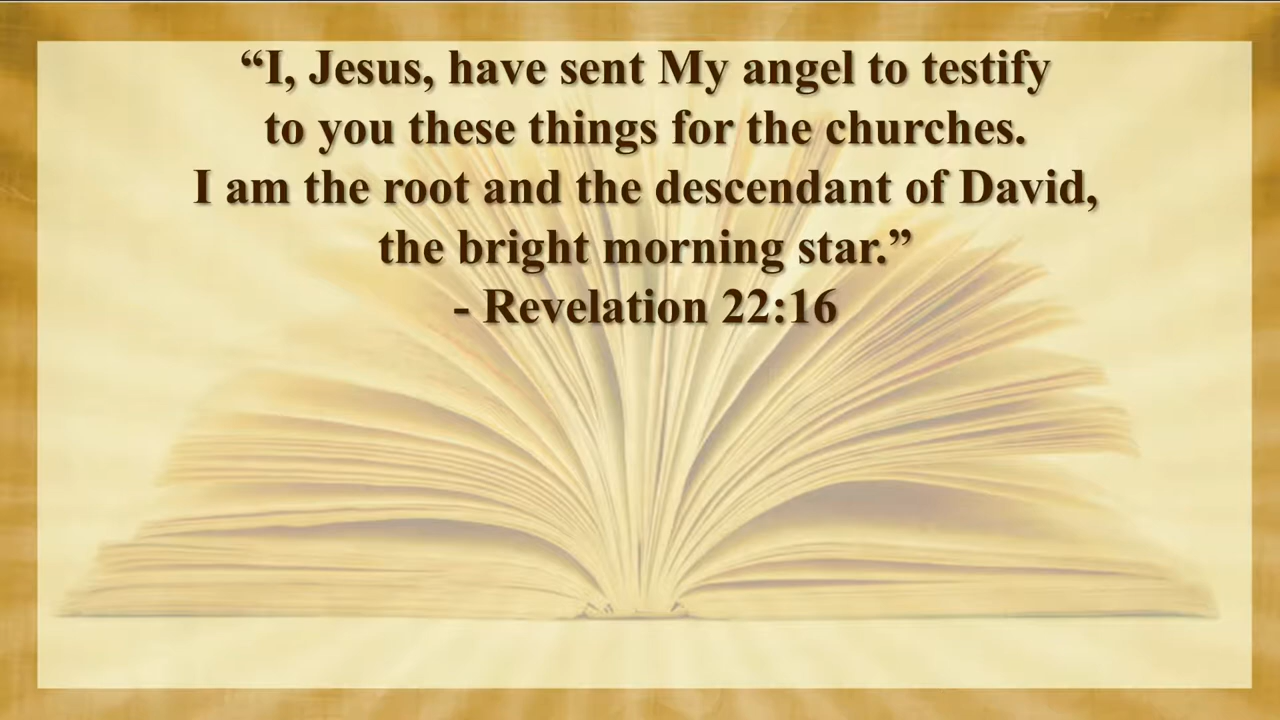 “I, Jesus, have sent My angel to testify
to you these things for the churches.
I am the root and the descendant of David,
the bright morning star.”
- Revelation 22:16